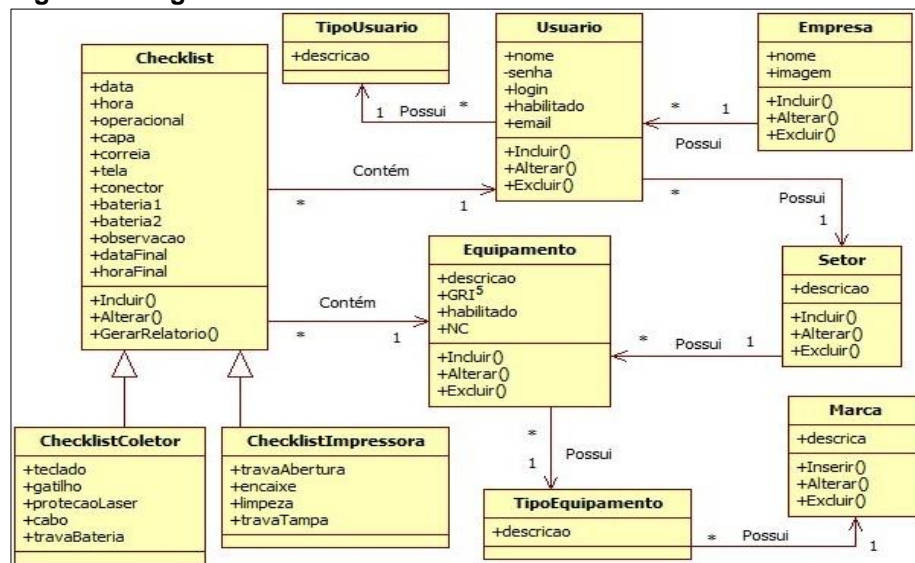 Checklist
+data
+hora
+operacional
+capa
+correia
+tela
+conector
+bateria1
+bateria2
+observacao
+dataFinal
+horaFinal
+Incluir()
+Alterar()
+GerarRelatorio()
TipoUsuario
+descricao
Usuario
+nome
-senha
+login
+habilitado
+email
+Incluir()
+Alterar()
+Excluir()
Empresa
+nome
+imagem
+Incluir()
+Alterar()
+Excluir()
1 Possui *
* 1
Possui
Contém
* 1
* Possui
1
Equipamento
+descricao
+GRI⁵
+habilitado
+NC
+Incluir()
+Alterar()
+Excluir()
Setor
+descricao
+Incluir()
+Alterar()
+Excluir()
Contém
* 1
* Possui 1
ChecklistColetor
+teclado
+gatilho
+protecaoLaser
+cabo
+travaBateria
ChecklistImpressora
+travaAbertura
+encaixe
+limpeza
+travaTampa
*
1 Possui
TipoEquipamento
+descricao
Marca
+descrica
+Inserir()
+Alterar()
+Excluir()
* Possui 1